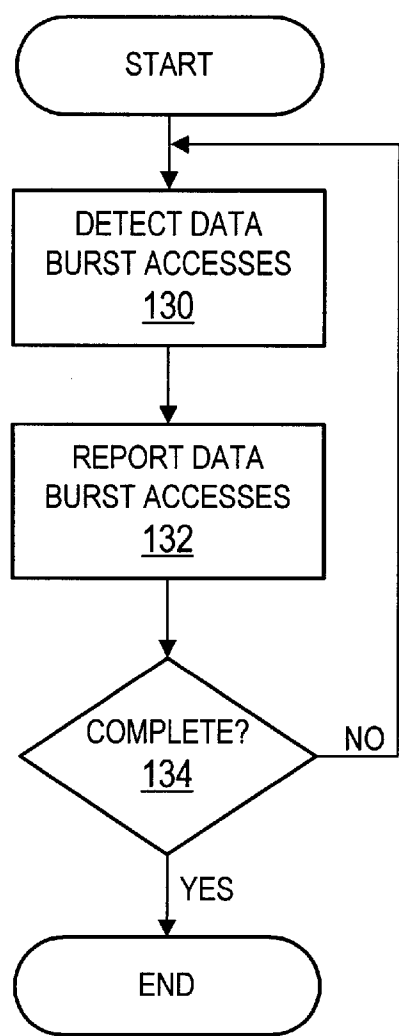 START
DETECT DATA
BURST ACCESSES
130
REPORT DATA
BURST ACCESSES
132
COMPLETE?
134
NO
YES
END